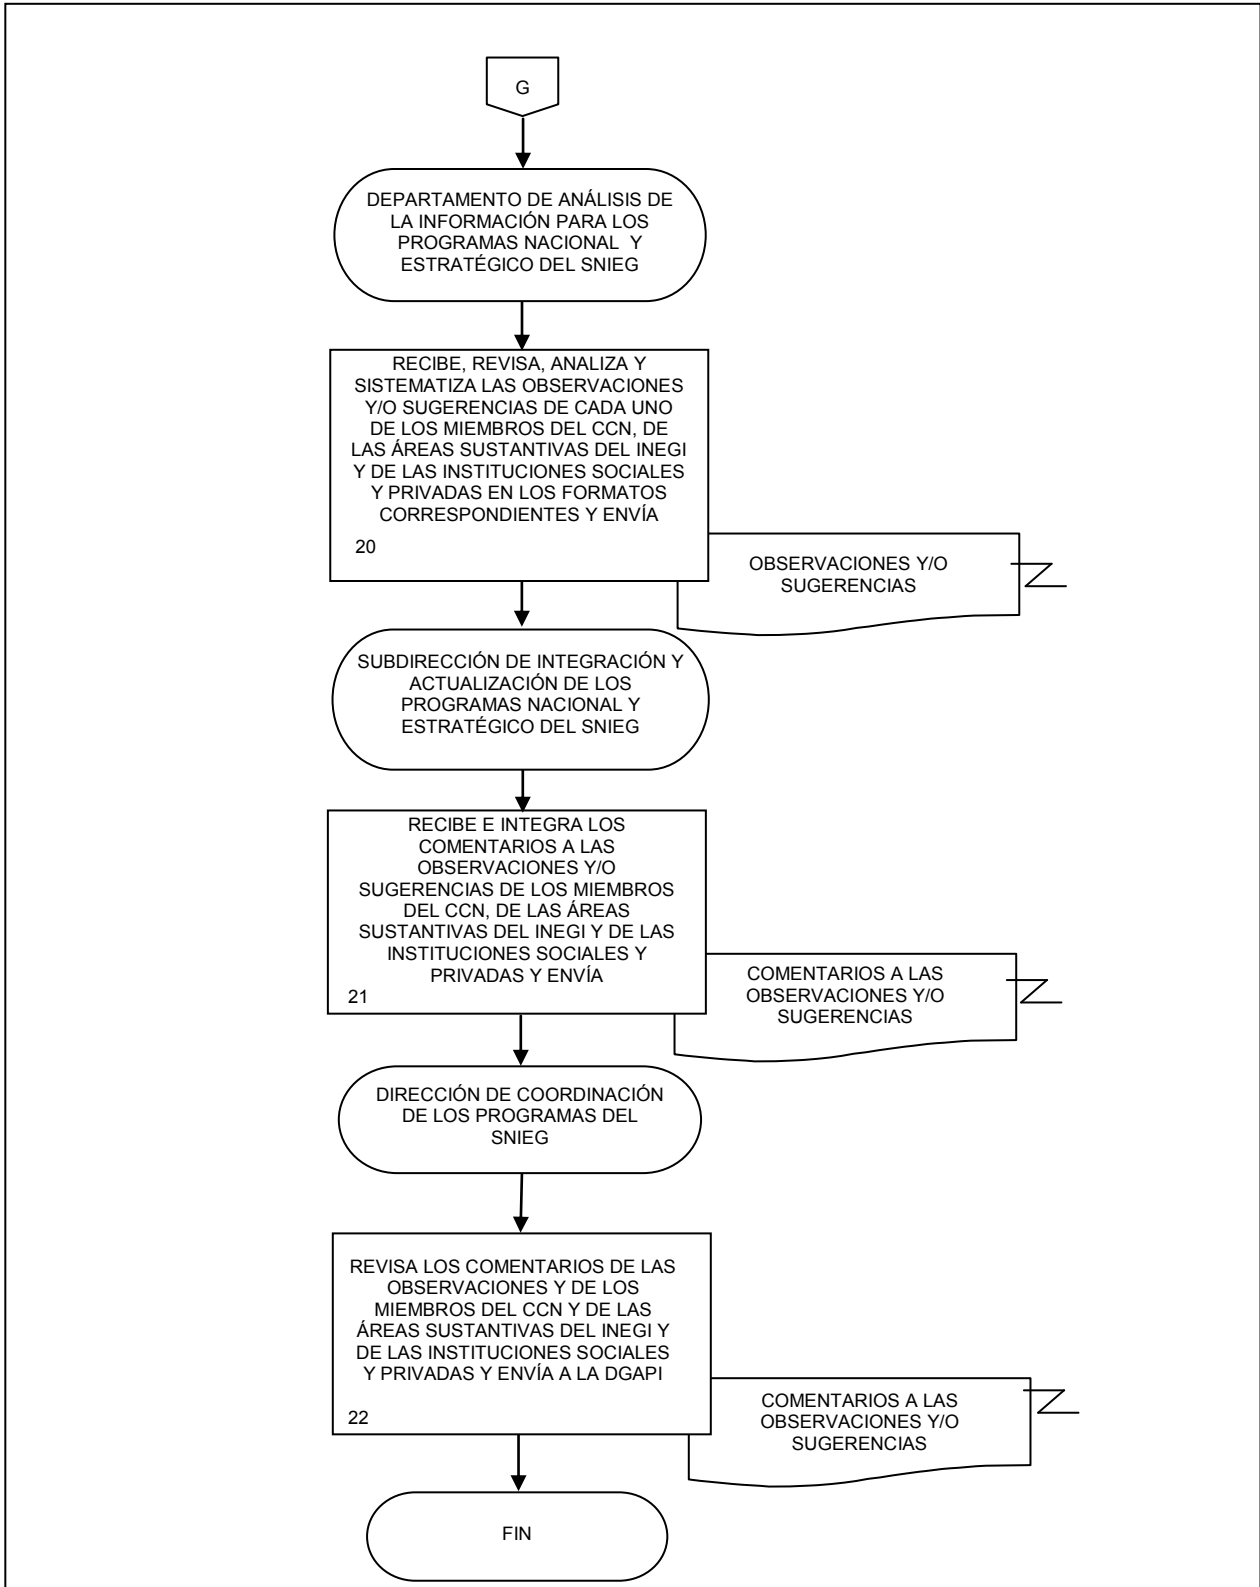 G
DEPARTAMENTO DE ANÁLISIS DE
LA INFORMACIÓN PARA LOS
PROGRAMAS NACIONAL Y
ESTRATÉGICO DEL SNIEG
RECIBE, REVISA, ANALIZA Y
SISTEMATIZA LAS OBSERVACIONES
Y/O SUGERENCIAS DE CADA UNO
DE LOS MIEMBROS DEL CCN, DE
LAS ÁREAS SUSTANTIVAS DEL INEGI
Y DE LAS INSTITUCIONES SOCIALES
Y PRIVADAS EN LOS FORMATOS
CORRESPONDIENTES Y ENVÍA
20
OBSERVACIONES Y/O
SUGERENCIAS
SUBDIRECCIÓN DE INTEGRACIÓN Y
ACTUALIZACIÓN DE LOS
PROGRAMAS NACIONAL Y
ESTRATÉGICO DEL SNIEG
RECIBE E INTEGRA LOS
COMENTARIOS A LAS
OBSERVACIONES Y/O
SUGERENCIAS DE LOS MIEMBROS
DEL CCN, DE LAS ÁREAS
SUSTANTIVAS DEL INEGI Y DE LAS
INSTITUCIONES SOCIALES Y
PRIVADAS Y ENVÍA
21
COMENTARIOS A LAS
OBSERVACIONES Y/O
SUGERENCIAS
DIRECCIÓN DE COORDINACIÓN
DE LOS PROGRAMAS DEL
SNIEG
REVISA LOS COMENTARIOS DE LAS
OBSERVACIONES Y DE LOS
MIEMBROS DEL CCN Y DE LAS
ÁREAS SUSTANTIVAS DEL INEGI Y
DE LAS INSTITUCIONES SOCIALES
Y PRIVADAS Y ENVÍA A LA DGAPI
22
COMENTARIOS A LAS
OBSERVACIONES Y/O
SUGERENCIAS
FIN